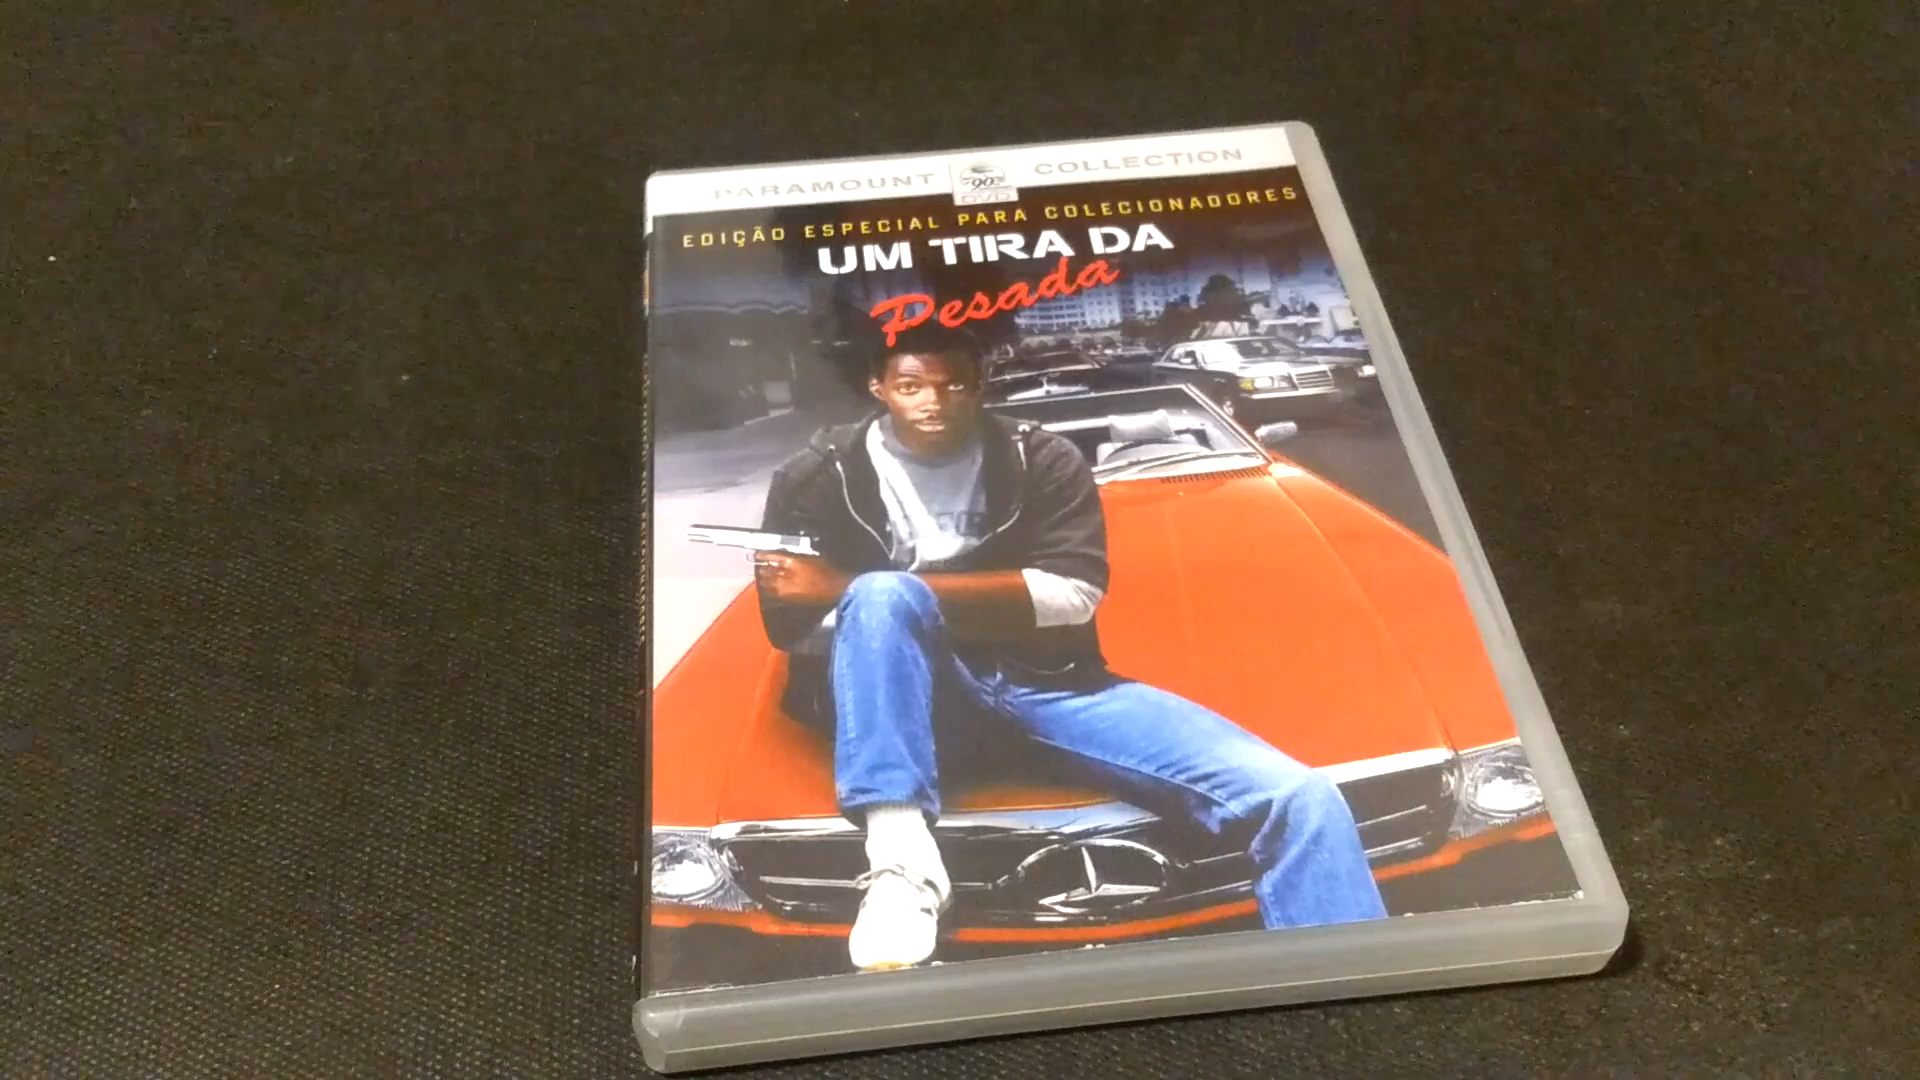 PARAMOUNT 90 COLLECTION
DVD
EDIÇÃO ESPECIAL PARA COLECIONADORES
UM TIRA DA
Pesada